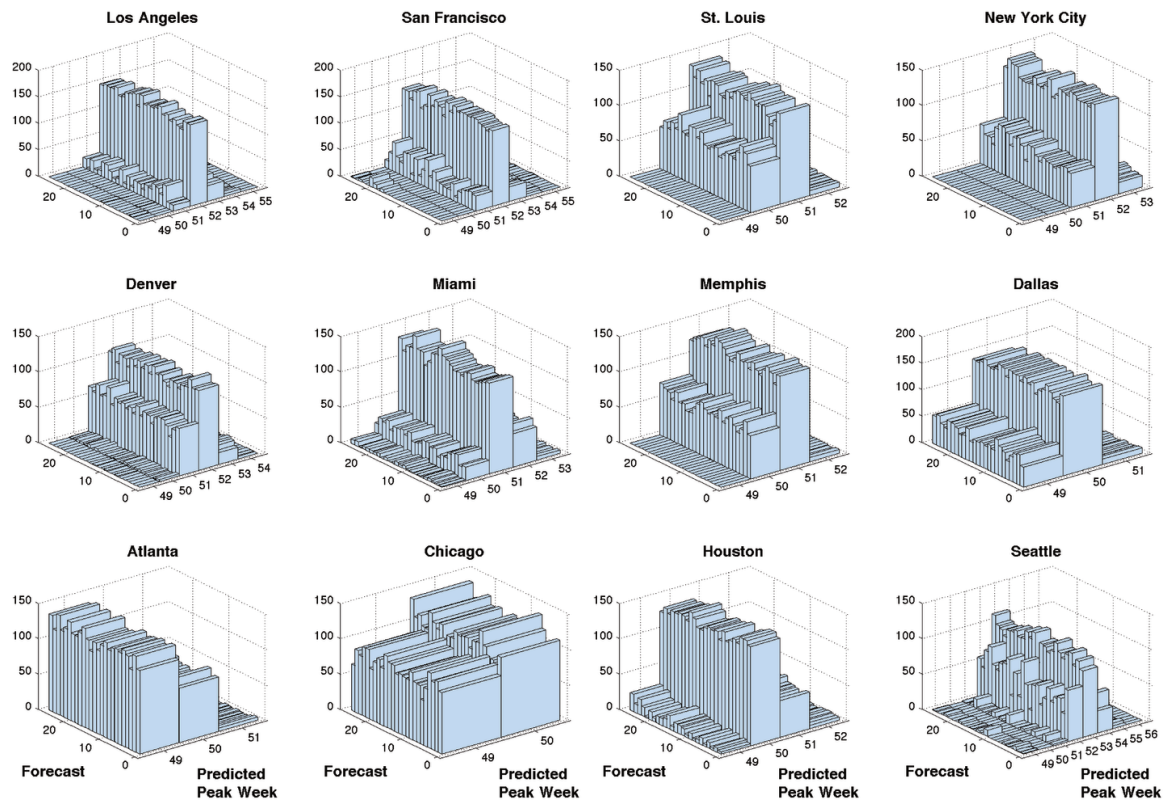 Los Angeles
San Francisco
St. Louis
New York City
200
150
100
50
0
20
10
0
49 50 51 52 53 54 55
200
150
100
50
0
20
10
0
49 50 51 52 53 54 55
150
100
50
0
20
10
0
49 50 51 52
150
100
50
0
20
10
0
49 50 51 52 53
Denver
Miami
Memphis
Dallas
150
100
50
0
20
10
0
49 50 51 52 53 54
150
100
50
0
20
10
0
49 50 51 52 53
150
100
50
0
20
10
0
49 50 51 52
200
150
100
50
0
20
10
0
49 50 51
Atlanta
Chicago
Houston
Seattle
150
100
50
0
20
10
0
49 50 51
Forecast
Predicted
Peak Week
150
100
50
0
20
10
0
49 50
Forecast
Predicted
Peak Week
150
100
50
0
20
10
0
49 50 51 52
Forecast
Predicted
Peak Week
150
100
50
0
20
10
0
49 50 51 52 53 54 55 56
Forecast
Predicted
Peak Week